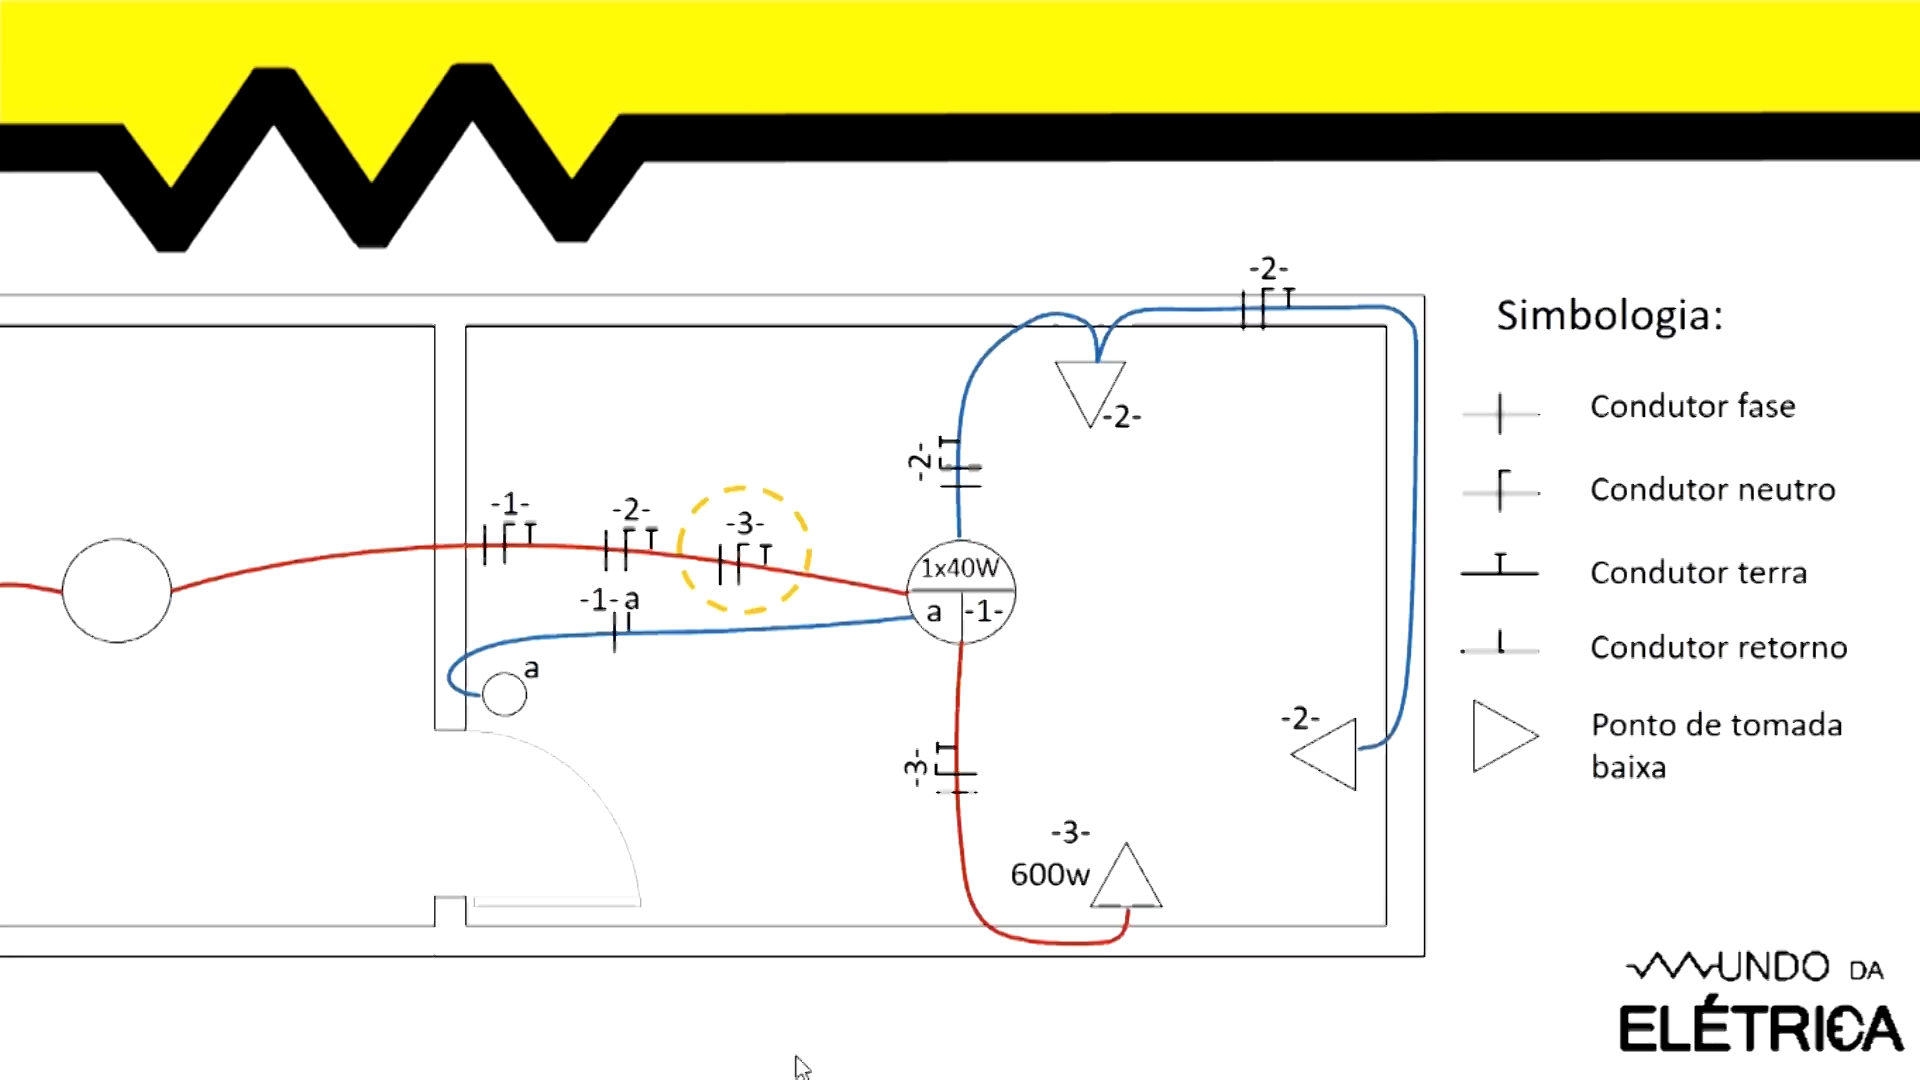 -2-
Simbologia:
Condutor fase
-2-
-2-
Condutor neutro
-1-
-2-
-3-
1x40W
a
-1-
Condutor terra
-1- a
a
Condutor retorno
-2-
Ponto de tomada
baixa
-3-
-3-
600w
MUNDO DA
ELÉTRICA